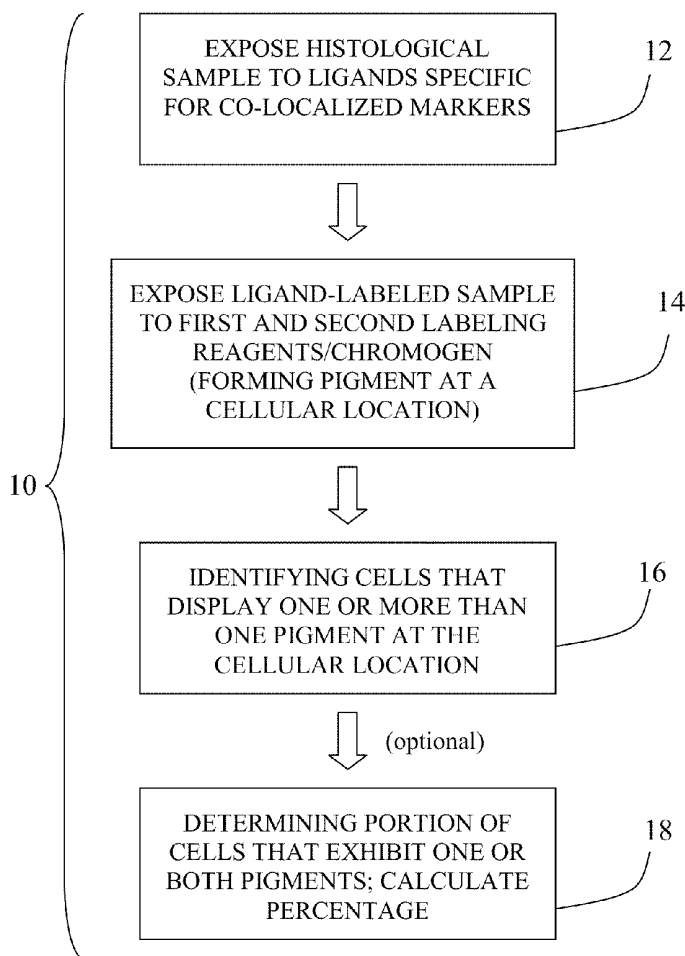 EXPOSE HISTOLOGICAL
SAMPLE TO LIGANDS SPECIFIC
FOR CO-LOCALIZED MARKERS
12
EXPOSE LIGAND-LABELED SAMPLE
TO FIRST AND SECOND LABELING
REAGENTS/CHROMOGEN
(FORMING PIGMENT AT A
CELLULAR LOCATION)
14
10
IDENTIFYING CELLS THAT
DISPLAY ONE OR MORE THAN
ONE PIGMENT AT THE
CELLULAR LOCATION
16
(optional)
DETERMINING PORTION OF
CELLS THAT EXHIBIT ONE OR
BOTH PIGMENTS; CALCULATE
PERCENTAGE
18